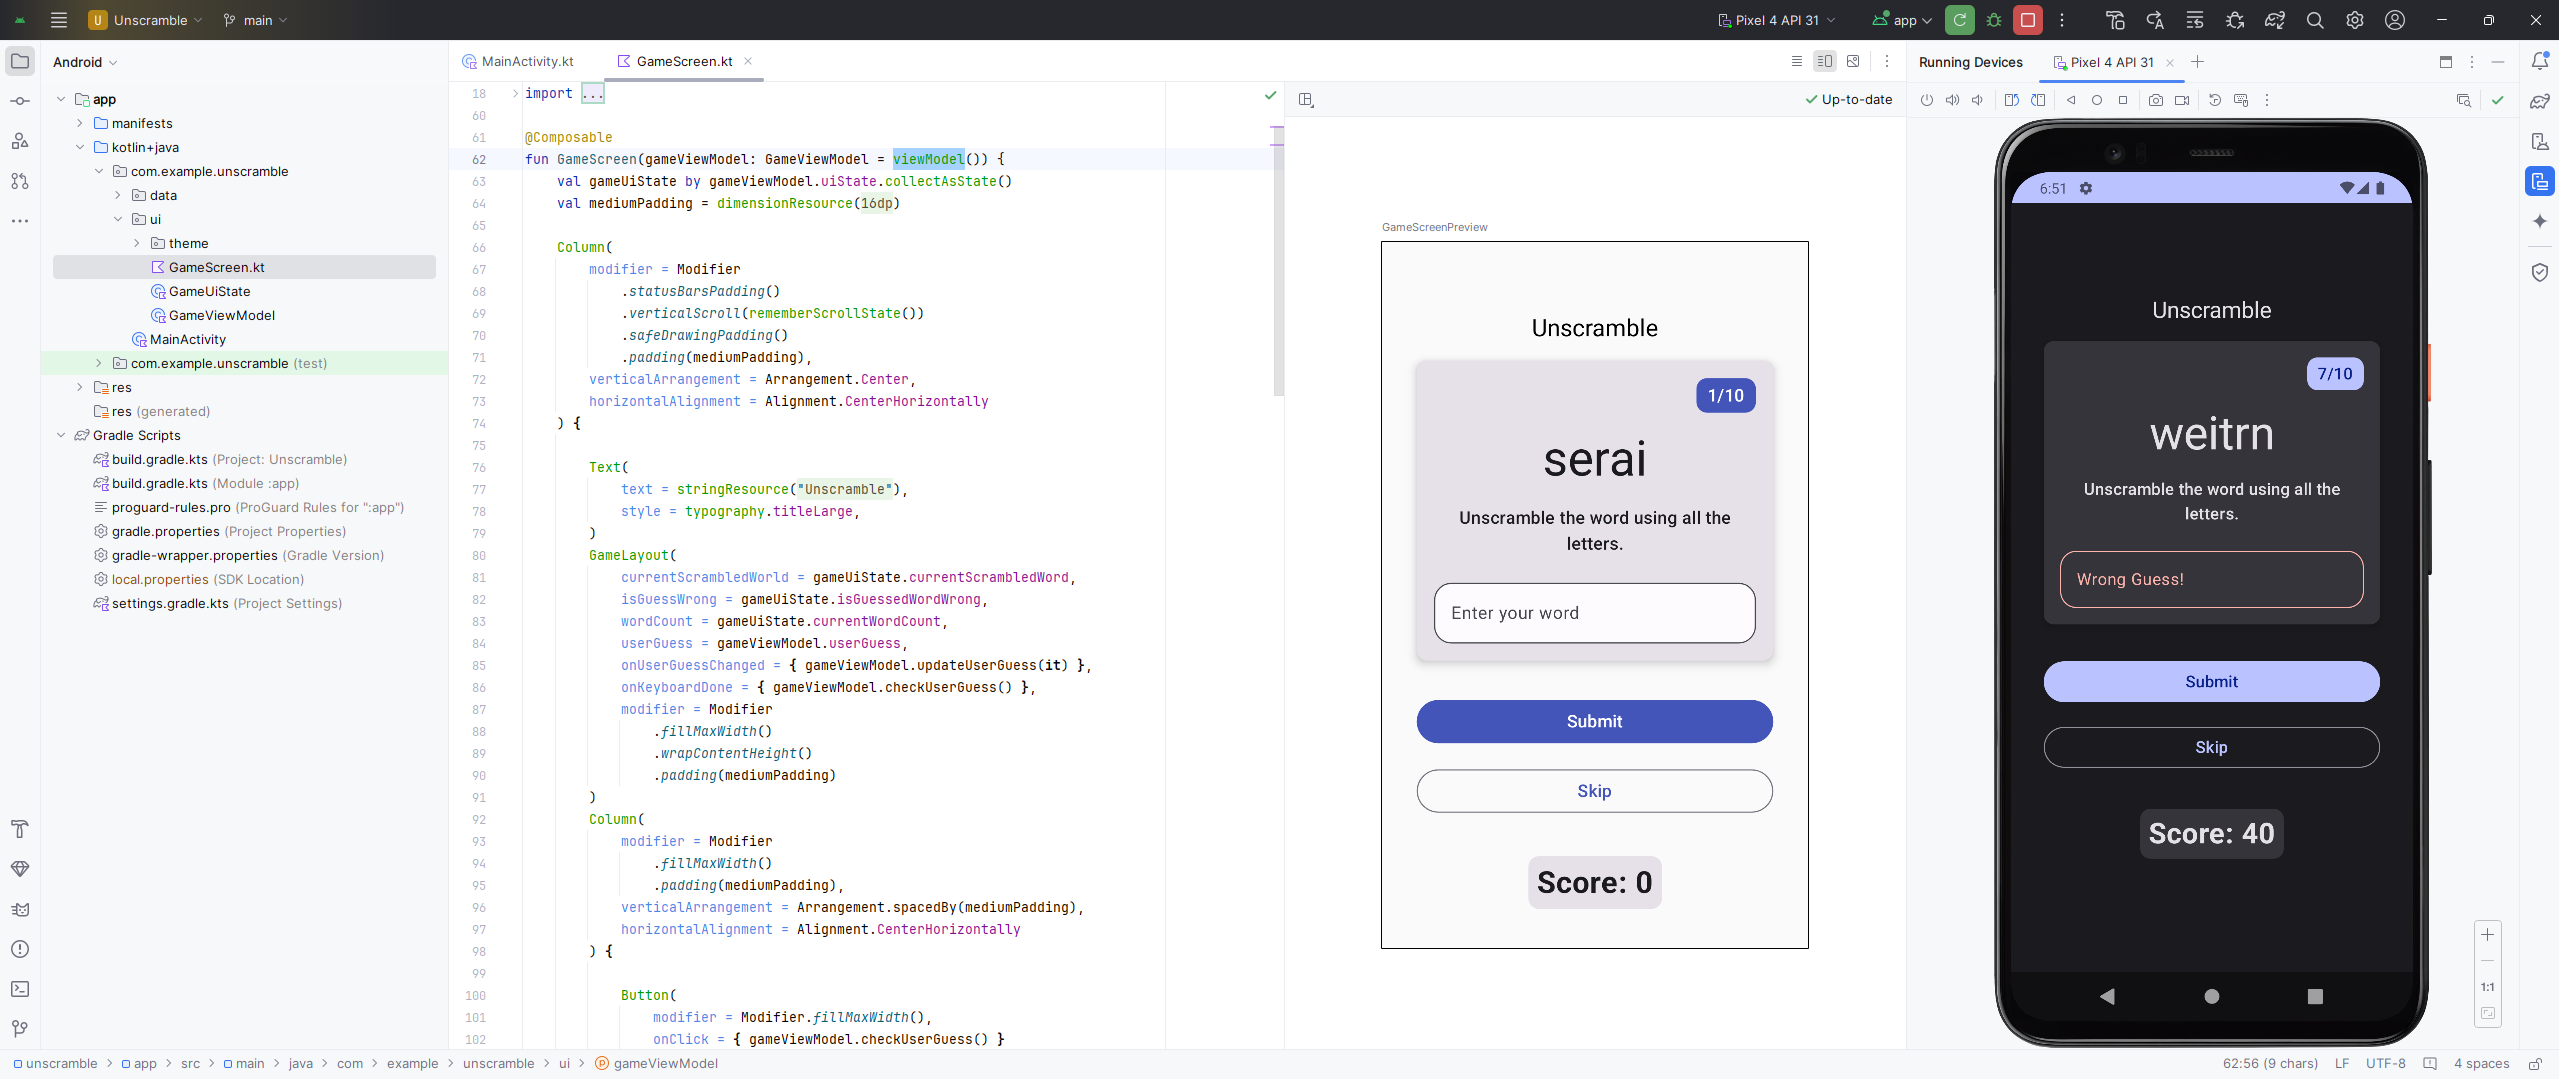 U Unscramble main
Pixel 4 API 31 app
Android
app
manifests
kotlin+java
com.example.unscramble
data
ui
theme
GameScreen.kt
GameUiState
GameViewModel
MainActivity
com.example.unscramble (test)
res
res (generated)
Gradle Scripts
build.gradle.kts (Project: Unscramble)
build.gradle.kts (Module :app)
proguard-rules.pro (ProGuard Rules for ":app")
gradle.properties (Project Properties)
gradle-wrapper.properties (Gradle Version)
local.properties (SDK Location)
settings.gradle.kts (Project Settings)
MainActivity.kt GameScreen.kt
18 import ...
60
61 @Composable
62 fun GameScreen(gameViewModel: GameViewModel = viewModel()) {
63 val gameUiState by gameViewModel.uiState.collectAsState()
64 val mediumPadding = dimensionResource(16dp)
65
66 Column(
67 modifier = Modifier
68 .statusBarsPadding()
69 .verticalScroll(rememberScrollState())
70 .safeDrawingPadding()
71 .padding(mediumPadding),
72 verticalArrangement = Arrangement.Center,
73 horizontalAlignment = Alignment.CenterHorizontally
74 ) {
75
76 Text(
77 text = stringResource("Unscramble"),
78 style = typography.titleLarge,
79 )
80 GameLayout(
81 currentScrambledWorld = gameUiState.currentScrambledWord,
82 isGuessWrong = gameUiState.isGuessedWordWrong,
83 wordCount = gameUiState.currentWordCount,
84 userGuess = gameViewModel.userGuess,
85 onUserGuessChanged = { gameViewModel.updateUserGuess(it) },
86 onKeyboardDone = { gameViewModel.checkUserGuess() },
87 modifier = Modifier
88 .fillMaxWidth()
89 .wrapContentHeight()
90 .padding(mediumPadding)
91 )
92 Column(
93 modifier = Modifier
94 .fillMaxWidth()
95 .padding(mediumPadding),
96 verticalArrangement = Arrangement.spacedBy(mediumPadding),
97 horizontalAlignment = Alignment.CenterHorizontally
98 ) {
99
100 Button(
101 modifier = Modifier.fillMaxWidth(),
102 onClick = { gameViewModel.checkUserGuess() }
Up-to-date
GameScreenPreview
Unscramble
1/10
serai
Unscramble the word using all the
letters.
Enter your word
Submit
Skip
Score: 0
Running Devices Pixel 4 API 31
6:51
Unscramble
7/10
weitrn
Unscramble the word using all the
letters.
Wrong Guess!
Submit
Skip
Score: 40
1:1
unscramble app src main java com example unscramble ui gameViewModel
62:56 (9 chars) LF UTF-8 4 spaces